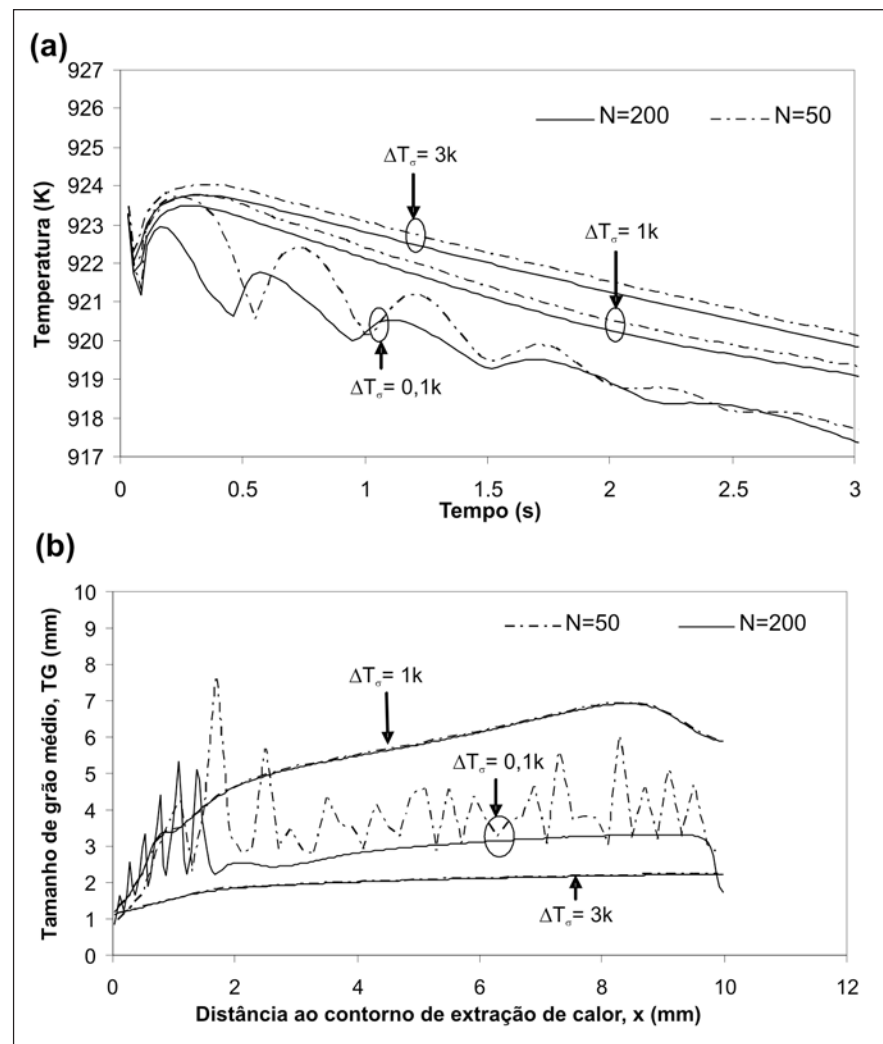 (a)
927
926
925
924
923
922
921
920
919
918
917
Temperatura (K)
N=200
N=50
ΔTσ= 3k
ΔTσ= 1k
ΔTσ= 0,1k
0
0.5
1
1.5
2
2.5
3
Tempo (s)
(b)
10
9
8
7
6
5
4
3
2
1
0
Tamanho de grão médio, TG (mm)
N=50
N=200
ΔTσ= 1k
ΔTσ= 0,1k
ΔTσ= 3k
0
2
4
6
8
10
12
Distância ao contorno de extração de calor, x (mm)